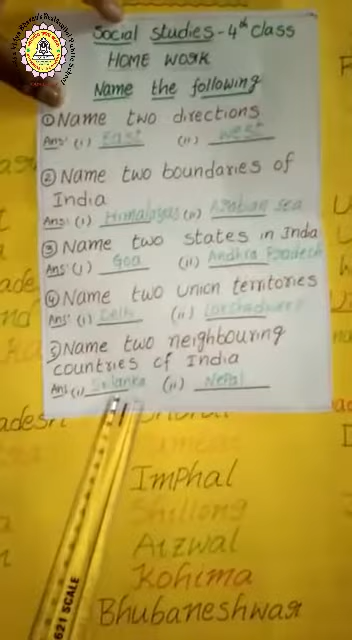 Social studies - 4th class
HOME WORK
Name the following
① Name two directions
Ans: (i) East (ii) West
② Name two boundaries of
India
Ans: (i) Himalayas (ii) Arabian sea
③ Name two states in India
Ans: (i) Goa (ii) Andhra Pradesh
④ Name two union territories
Ans: (i) Delhi (ii) Lakshadweep
⑤ Name two neighbouring
countries of India
Ans: (i) Srilanka (ii) Nepal
adesh
Imphal
Shillong
Aizwal
Kohima
Bhubaneshwar
621 SCALE